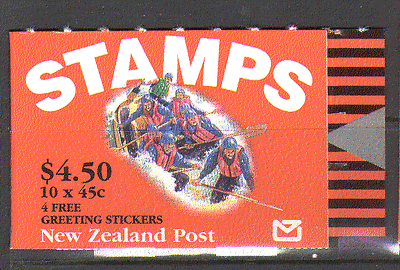 STAMPS
$4.50
10 x 45c
4 FREE
GREETING STICKERS
New Zealand Post